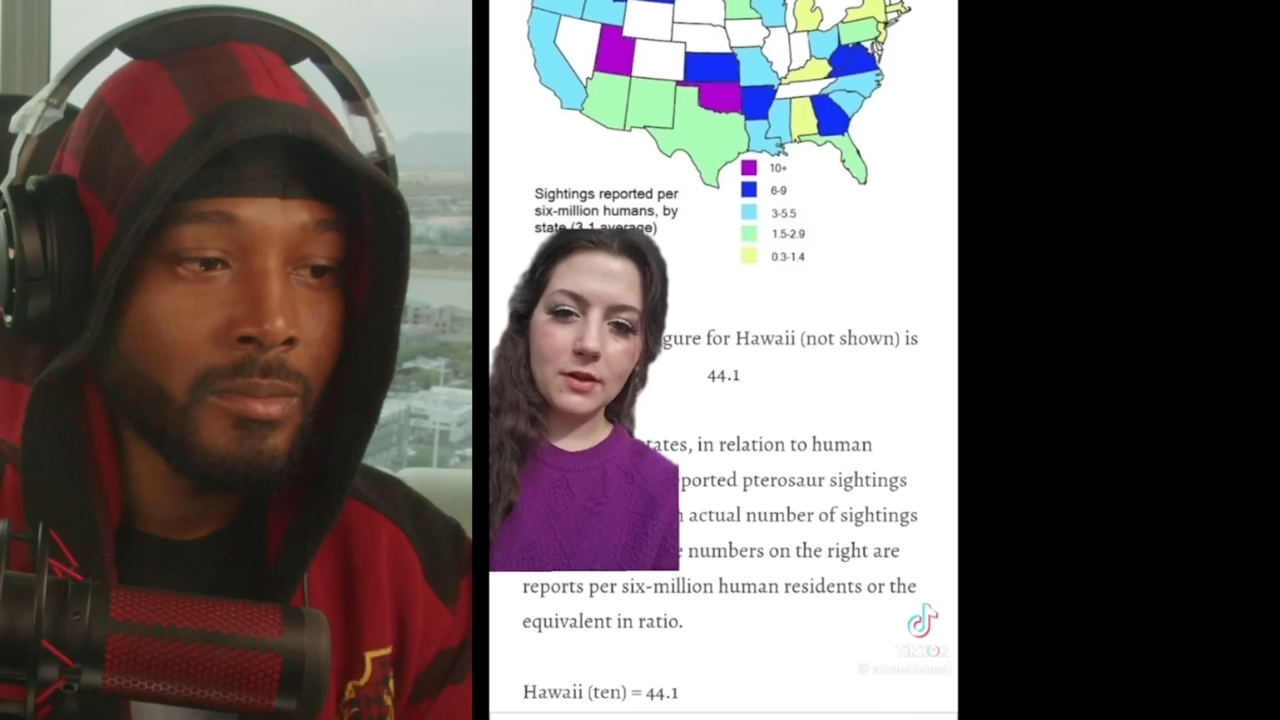 10+
6-9
Sightings reported per
six-million humans, by
state (3.1 average)
3-5.5
1.5-2.9
0.3-1.4
gure for Hawaii (not shown) is
44.1
tates, in relation to human
ported pterosaur sightings
actual number of sightings
numbers on the right are
reports per six-million human residents or the
equivalent in ratio.
TikTok
Hawaii (ten) = 44.1